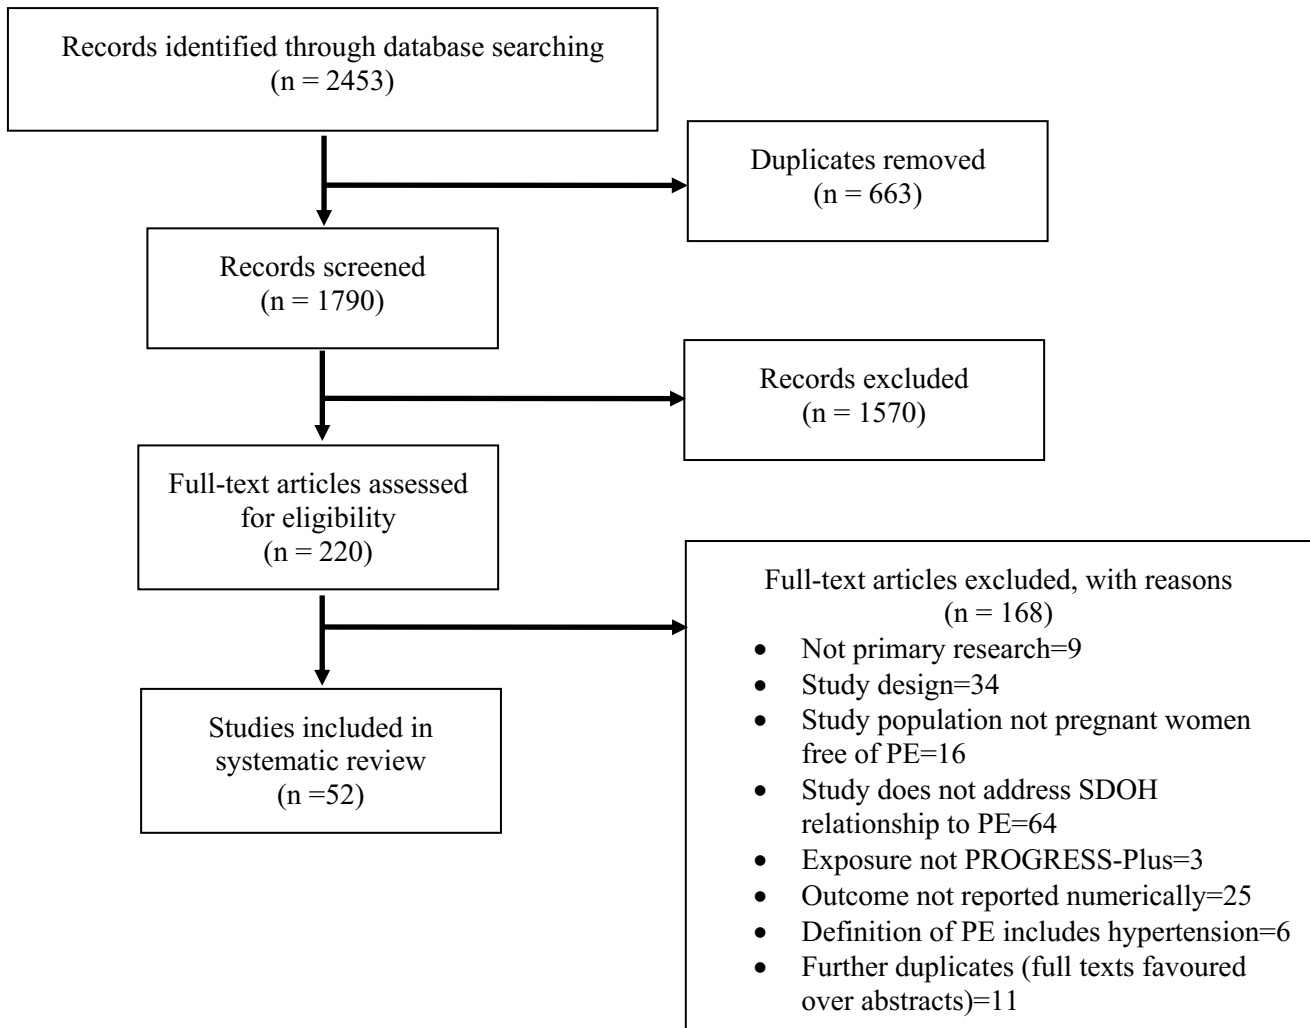 Records identified through database searching
(n = 2453)
Duplicates removed
(n = 663)
Records screened
(n = 1790)
Records excluded
(n = 1570)
Full-text articles assessed
for eligibility
(n = 220)
Full-text articles excluded, with reasons
(n = 168)
• Not primary research=9
• Study design=34
• Study population not pregnant women
free of PE=16
• Study does not address SDOH
relationship to PE=64
• Exposure not PROGRESS-Plus=3
• Outcome not reported numerically=25
• Definition of PE includes hypertension=6
• Further duplicates (full texts favoured
over abstracts)=11
Studies included in
systematic review
(n =52)